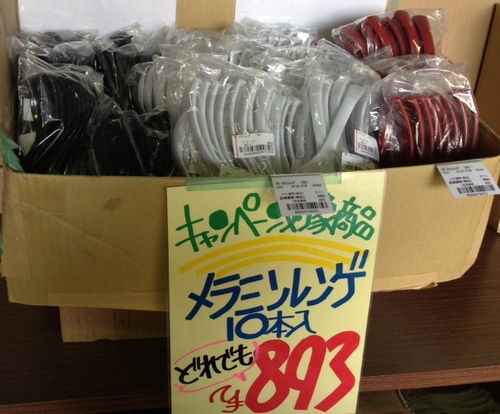 キャンペーン対象商品
メラミンレンゲ
10本入
どれでも
¥893